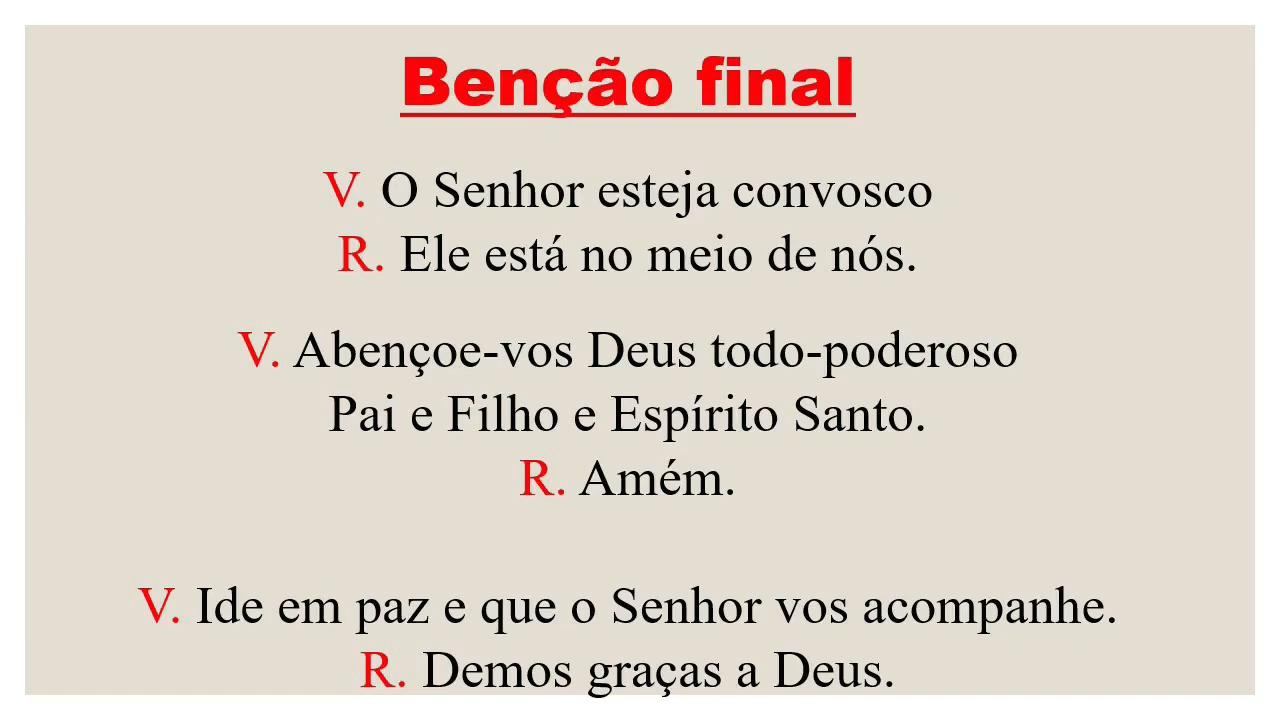 Benção final
V. O Senhor esteja convosco
R. Ele está no meio de nós.
V. Abençoe-vos Deus todo-poderoso
Pai e Filho e Espírito Santo.
R. Amém.
V. Ide em paz e que o Senhor vos acompanhe.
R. Demos graças a Deus.